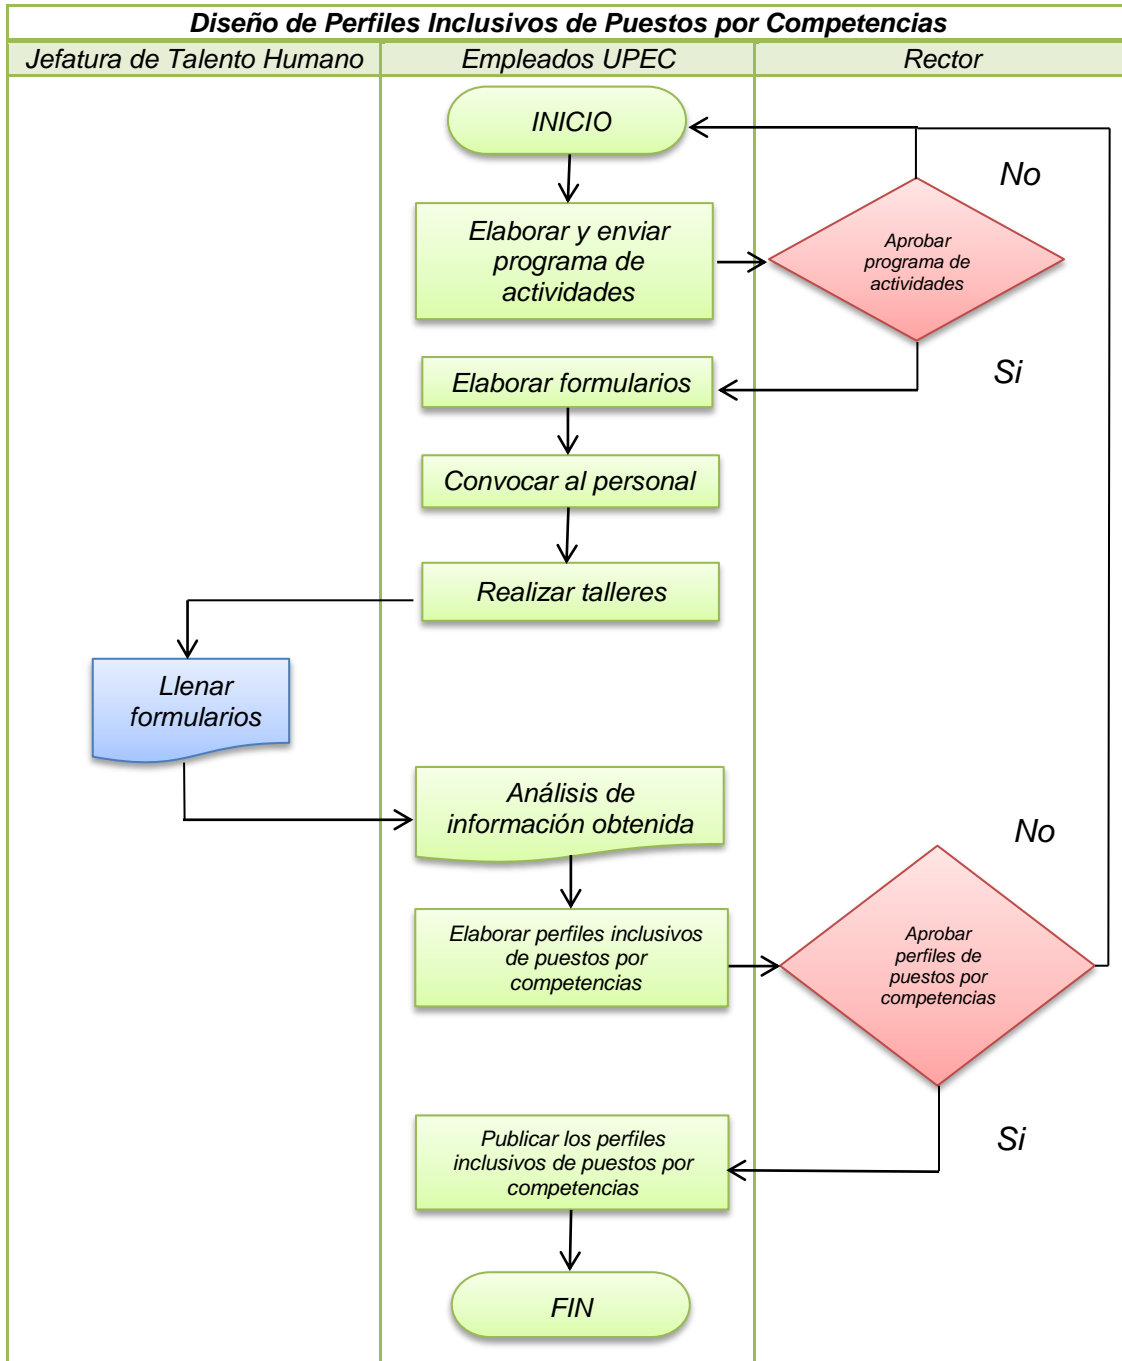 Diseño de Perfiles Inclusivos de Puestos por Competencias
Jefatura de Talento Humano
Empleados UPEC
Rector
INICIO
No
Elaborar y enviar
programa de
actividades
Aprobar
programa de
actividades
Si
Elaborar formularios
Convocar al personal
Realizar talleres
Llenar
formularios
Análisis de
información obtenida
No
Elaborar perfiles inclusivos
de puestos por
competencias
Aprobar
perfiles de
puestos por
competencias
Si
Publicar los perfiles
inclusivos de puestos por
competencias
FIN